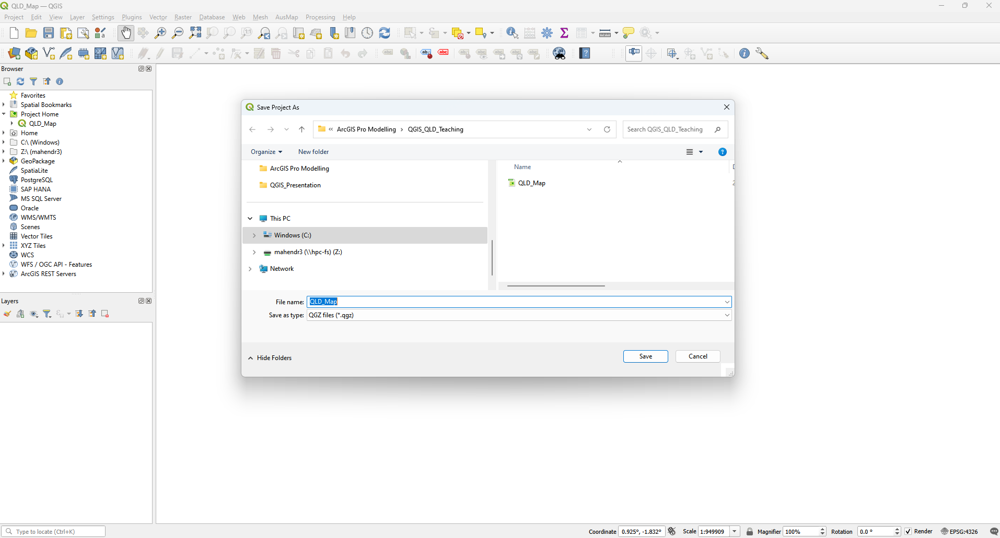 QLD_Map — QGIS
Project Edit View Layer Settings Plugins Vector Raster Database Web Mesh AusMap Processing Help
Browser
Favorites
Spatial Bookmarks
Project Home
QLD_Map
Home
C:\ (Windows)
Z:\ (mahendr3)
GeoPackage
SpatiaLite
PostgreSQL
SAP HANA
MS SQL Server
Oracle
WMS/WMTS
Scenes
Vector Tiles
XYZ Tiles
WCS
WFS / OGC API - Features
ArcGIS REST Servers
Layers
Save Project As
« ArcGIS Pro Modelling › QGIS_QLD_Teaching
Search QGIS_QLD_Teaching
Organize New folder
ArcGIS Pro Modelling
QGIS_Presentation
This PC
Windows (C:)
mahendr3 (\\hpc-fs) (Z:)
Network
Name
QLD_Map
File name: QLD_Map
Save as type: QGZ files (*.qgz)
Hide Folders
Save Cancel
Type to locate (Ctrl+K)
Coordinate 0.925°, -1.832° Scale 1:949909 Magnifier 100% Rotation 0.0 ° Render EPSG:4326